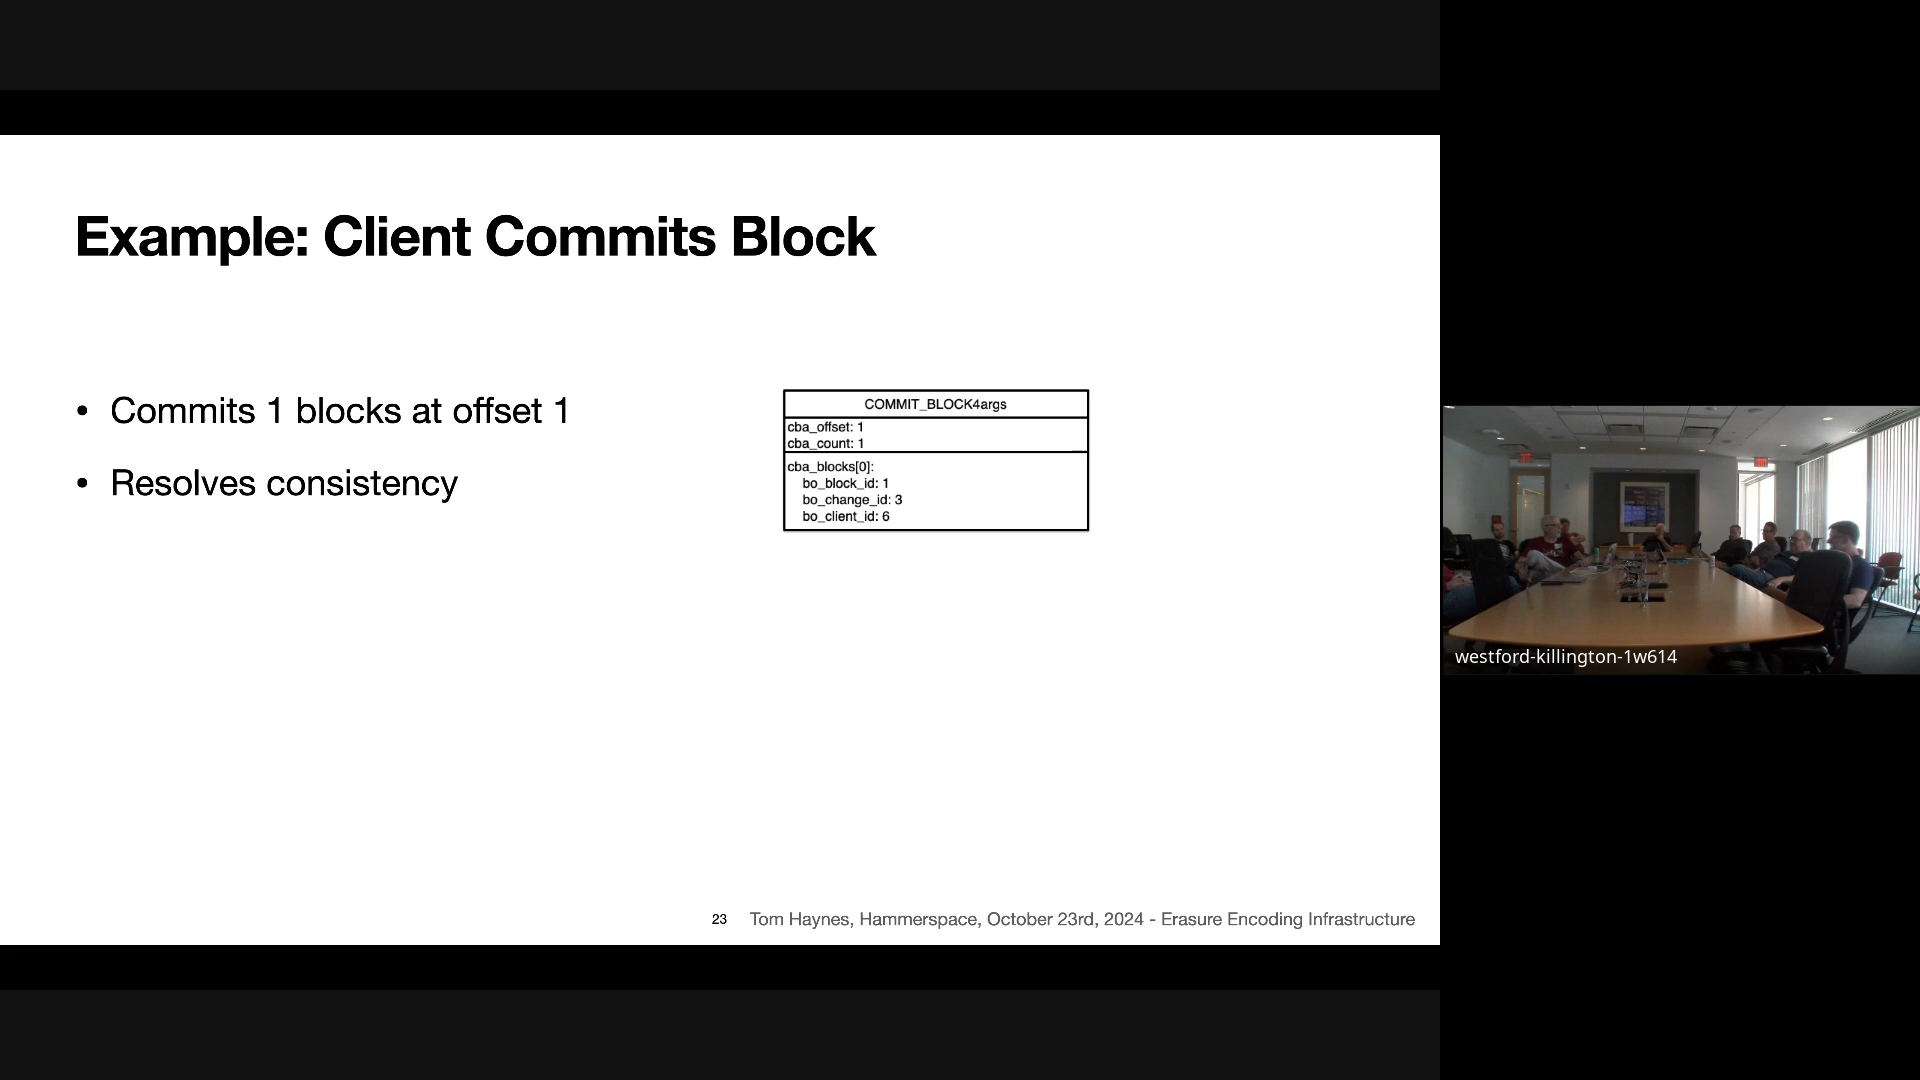 Example: Client Commits Block
• Commits 1 blocks at offset 1
• Resolves consistency
COMMIT_BLOCK4args
cba_offset: 1
cba_count: 1
cba_blocks[0]:
bo_block_id: 1
bo_change_id: 3
bo_client_id: 6
23 Tom Haynes, Hammerspace, October 23rd, 2024 - Erasure Encoding Infrastructure
westford-killington-1w614